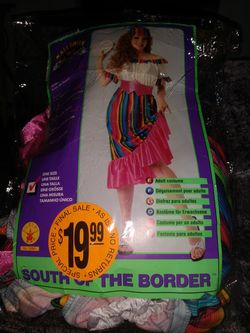 ONE SIZE
UNE TAILLE
UNA TALLA
EINE GRÖSSE
UNA MISURA
TAMANHO ÚNICO
Adult costume
Déguisement pour adultes
Disfraz para adultos
Kostüme für Erwachsene
Costume per un adulto
Fantasia para adultos
SPECIAL PRICE • FINAL SALE • AS IS • NO RETURNS
$19.99
SOUTH OF THE BORDER